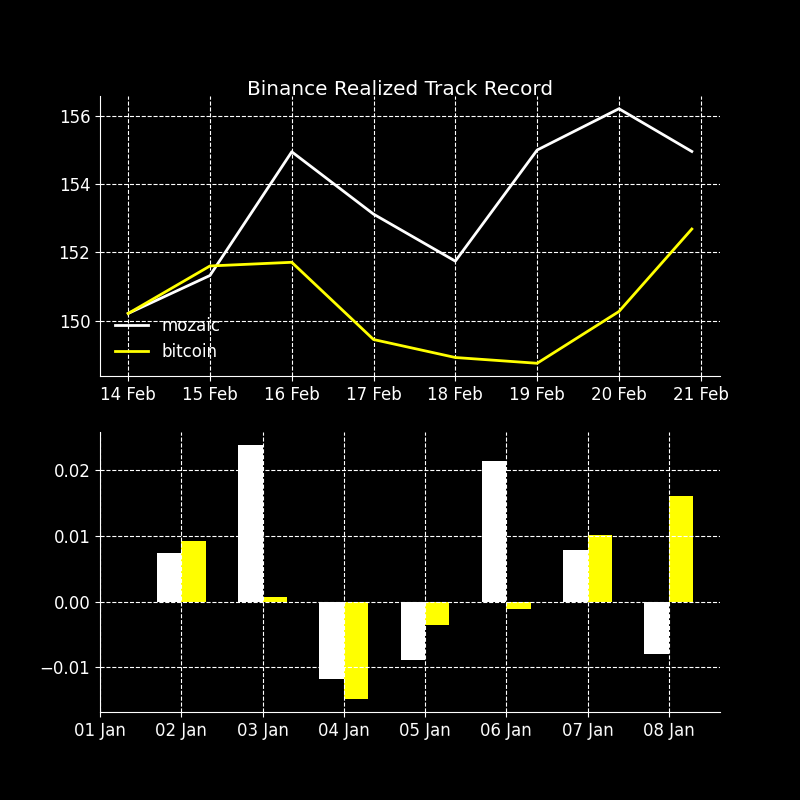 Binance Realized Track Record
156
154
152
150
mozaic
bitcoin
14 Feb 15 Feb 16 Feb 17 Feb 18 Feb 19 Feb 20 Feb 21 Feb
0.02
0.01
0.00
−0.01
01 Jan 02 Jan 03 Jan 04 Jan 05 Jan 06 Jan 07 Jan 08 Jan